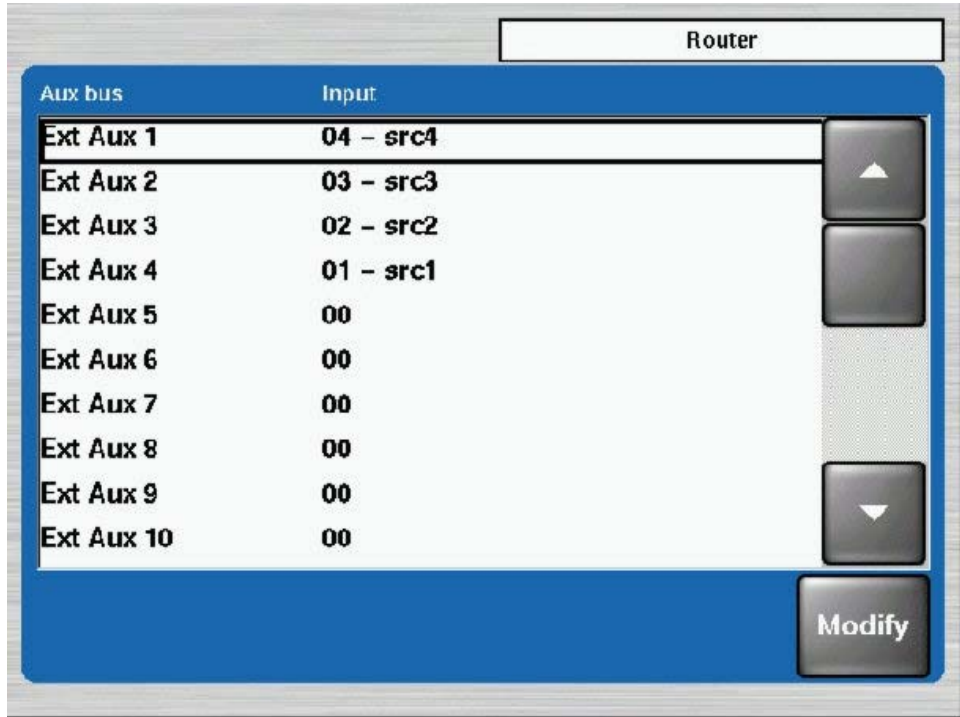 Router
Aux bus Input
Ext Aux 1 04 – src4
Ext Aux 2 03 – src3
Ext Aux 3 02 – src2
Ext Aux 4 01 – src1
Ext Aux 5 00
Ext Aux 6 00
Ext Aux 7 00
Ext Aux 8 00
Ext Aux 9 00
Ext Aux 10 00
Modify